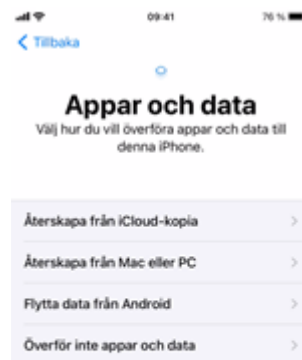 09:41
76 %
Tillbaka
Appar och data
Välj hur du vill överföra appar och data till
denna iPhone.
Återskapa från iCloud-kopia
Återskapa från Mac eller PC
Flytta data från Android
Överför inte appar och data